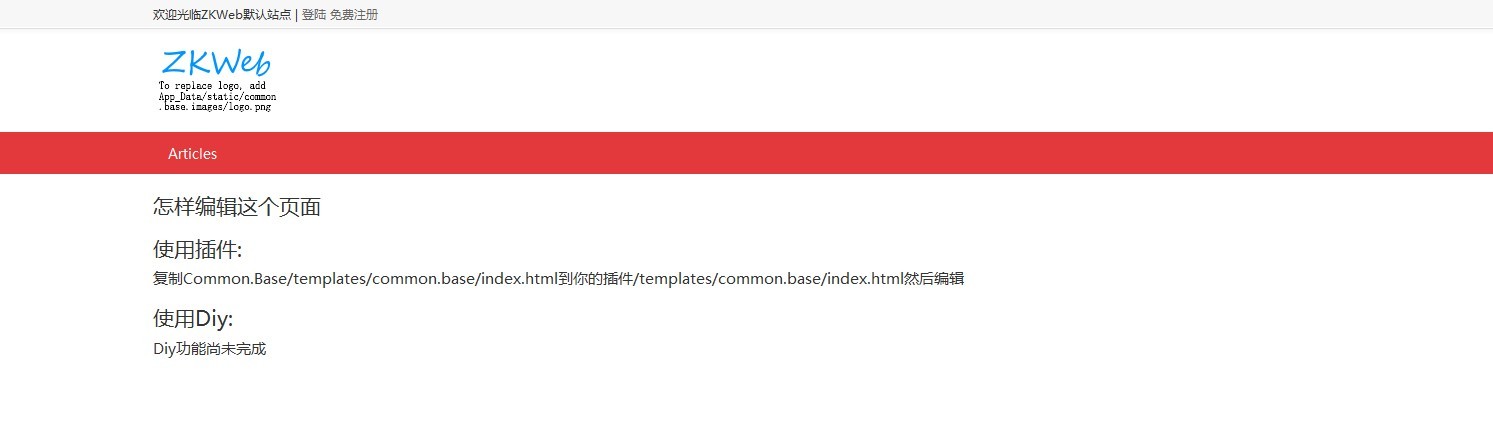 欢迎光临ZKWeb默认站点 | 登陆 免费注册
ZKWeb
To replace logo, add
App_Data/static/common
.base.images/logo.png
Articles
怎样编辑这个页面
使用插件:
复制Common.Base/templates/common.base/index.html到你的插件/templates/common.base/index.html然后编辑
使用Diy:
Diy功能尚未完成